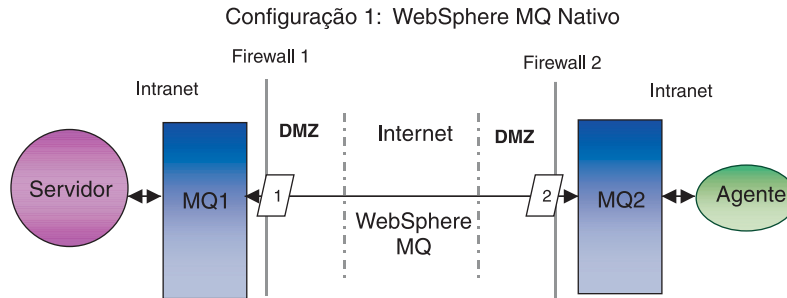 Configuração 1: WebSphere MQ Nativo
Firewall 1
Firewall 2
Intranet
Intranet
DMZ
Internet
DMZ
Servidor
MQ1
1
2
MQ2
Agente
WebSphere
MQ